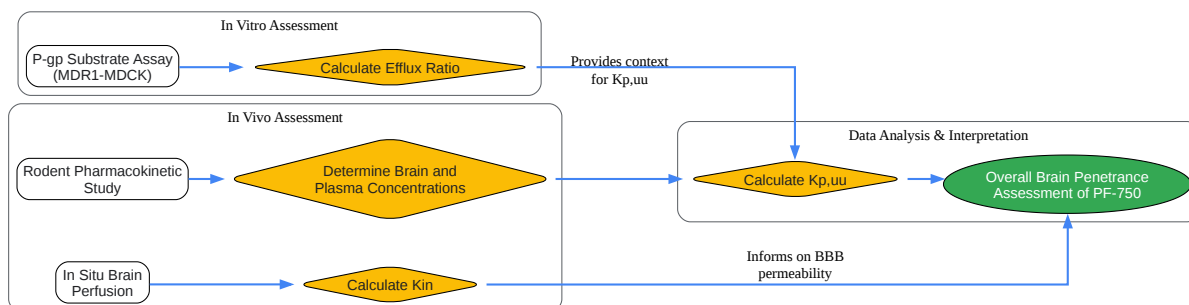 In Vitro Assessment
P-gp Substrate Assay
(MDR1-MDCK)
Calculate Efflux Ratio
Provides context
for Kp,uu
In Vivo Assessment
Rodent Pharmacokinetic
Study
Determine Brain and
Plasma Concentrations
Data Analysis & Interpretation
Calculate Kp,uu
Overall Brain Penetrance
Assessment of PF-750
In Situ Brain
Perfusion
Calculate Kin
Informs on BBB
permeability